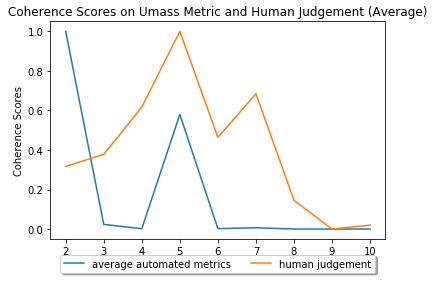 Coherence Scores on Umass Metric and Human Judgement (Average)
1.0
0.8
0.6
0.4
0.2
0.0
Coherence Scores
2 3 4 5 6 7 8 9 10
average automated metrics human judgement